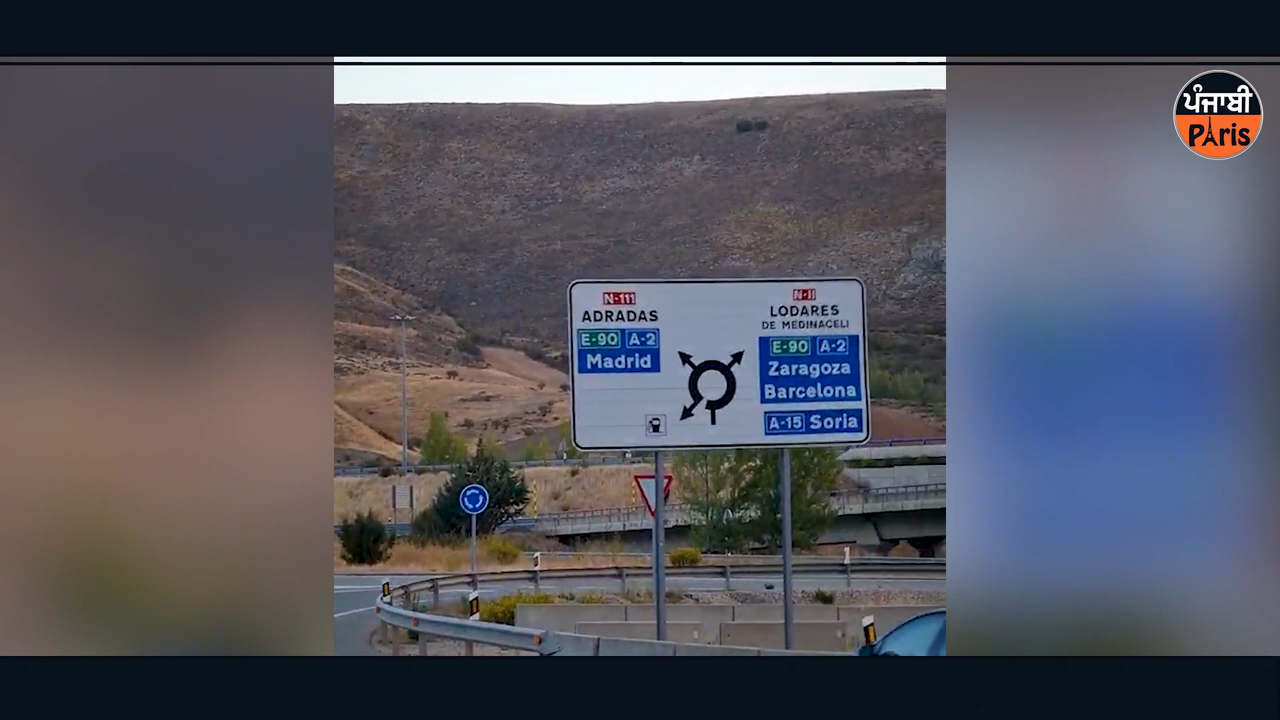 ਪੰਜਾਬੀ
PAris
N-111
ADRADAS
E-90 A-2
Madrid
N-II
LODARES
DE MEDINACELI
E-90 A-2
Zaragoza
Barcelona
A-15 Soria